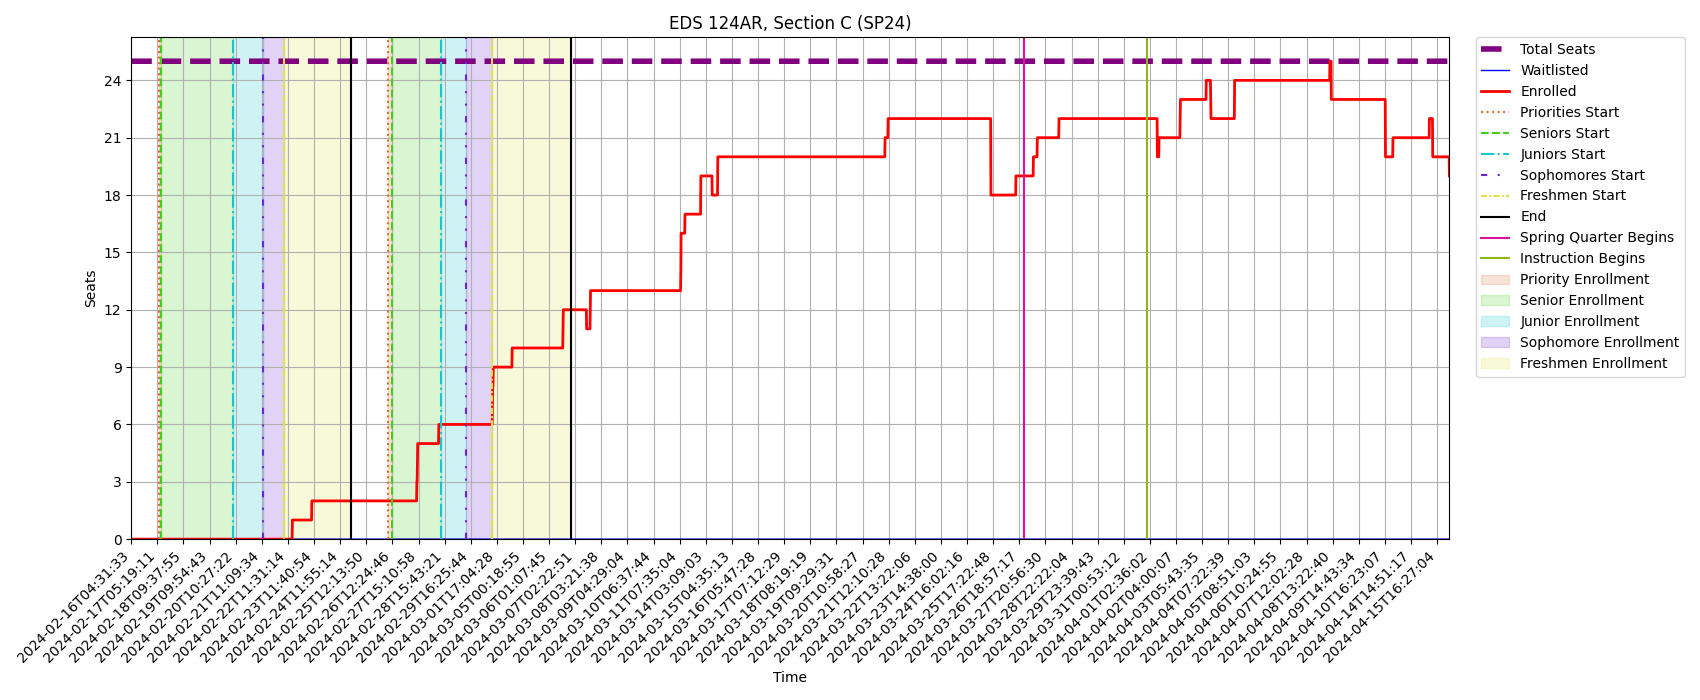 EDS 124AR, Section C (SP24)
Seats
24
21
18
15
12
9
6
3
0
2024-02-16T04:31:33
2024-02-17T05:19:11
2024-02-18T09:37:55
2024-02-19T09:54:43
2024-02-20T10:27:22
2024-02-21T11:09:34
2024-02-22T11:31:14
2024-02-23T11:40:54
2024-02-24T11:55:14
2024-02-25T12:13:50
2024-02-26T12:24:46
2024-02-27T15:10:58
2024-02-28T15:43:21
2024-02-29T16:25:44
2024-03-01T17:04:28
2024-03-05T00:18:55
2024-03-06T01:07:45
2024-03-07T02:22:51
2024-03-08T03:21:38
2024-03-09T04:29:04
2024-03-10T06:37:44
2024-03-11T07:35:04
2024-03-14T03:09:03
2024-03-15T04:35:13
2024-03-16T05:47:28
2024-03-17T07:12:29
2024-03-18T08:19:19
2024-03-19T09:29:31
2024-03-20T10:58:27
2024-03-21T12:10:28
2024-03-22T13:22:06
2024-03-23T14:38:00
2024-03-24T16:02:16
2024-03-25T17:22:48
2024-03-26T18:57:17
2024-03-27T20:56:30
2024-03-28T22:22:04
2024-03-29T23:39:43
2024-03-31T00:53:12
2024-04-01T02:36:02
2024-04-02T04:00:07
2024-04-03T05:43:35
2024-04-04T07:22:39
2024-04-05T08:51:03
2024-04-06T10:24:55
2024-04-07T12:02:28
2024-04-08T13:22:40
2024-04-09T14:43:34
2024-04-10T16:23:07
2024-04-14T14:51:17
2024-04-15T16:27:04
Time
Total Seats
Waitlisted
Enrolled
Priorities Start
Seniors Start
Juniors Start
Sophomores Start
Freshmen Start
End
Spring Quarter Begins
Instruction Begins
Priority Enrollment
Senior Enrollment
Junior Enrollment
Sophomore Enrollment
Freshmen Enrollment